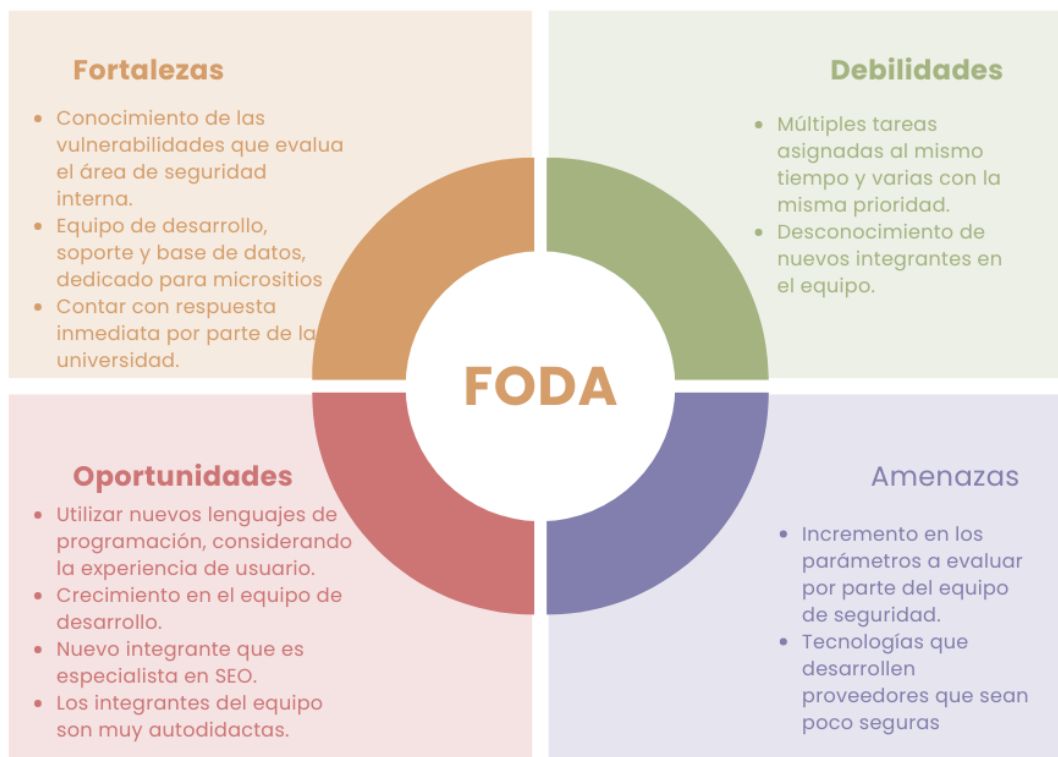 Fortalezas
Conocimiento de las
vulnerabilidades que evalua
el área de seguridad
interna.
Equipo de desarrollo,
soporte y base de datos,
dedicado para micrositios
Contar con respuesta
inmediata por parte de la
universidad.
Debilidades
Múltiples tareas
asignadas al mismo
tiempo y varias con la
misma prioridad.
Desconocimiento de
nuevos integrantes en
el equipo.
FODA
Oportunidades
Utilizar nuevos lenguajes de
programación, considerando
la experiencia de usuario.
Crecimiento en el equipo de
desarrollo.
Nuevo integrante que es
especialista en SEO.
Los integrantes del equipo
son muy autodidactas.
Amenazas
Incremento en los
parámetros a evaluar
por parte del equipo
de seguridad.
Tecnologías que
desarrollen
proveedores que sean
poco seguras